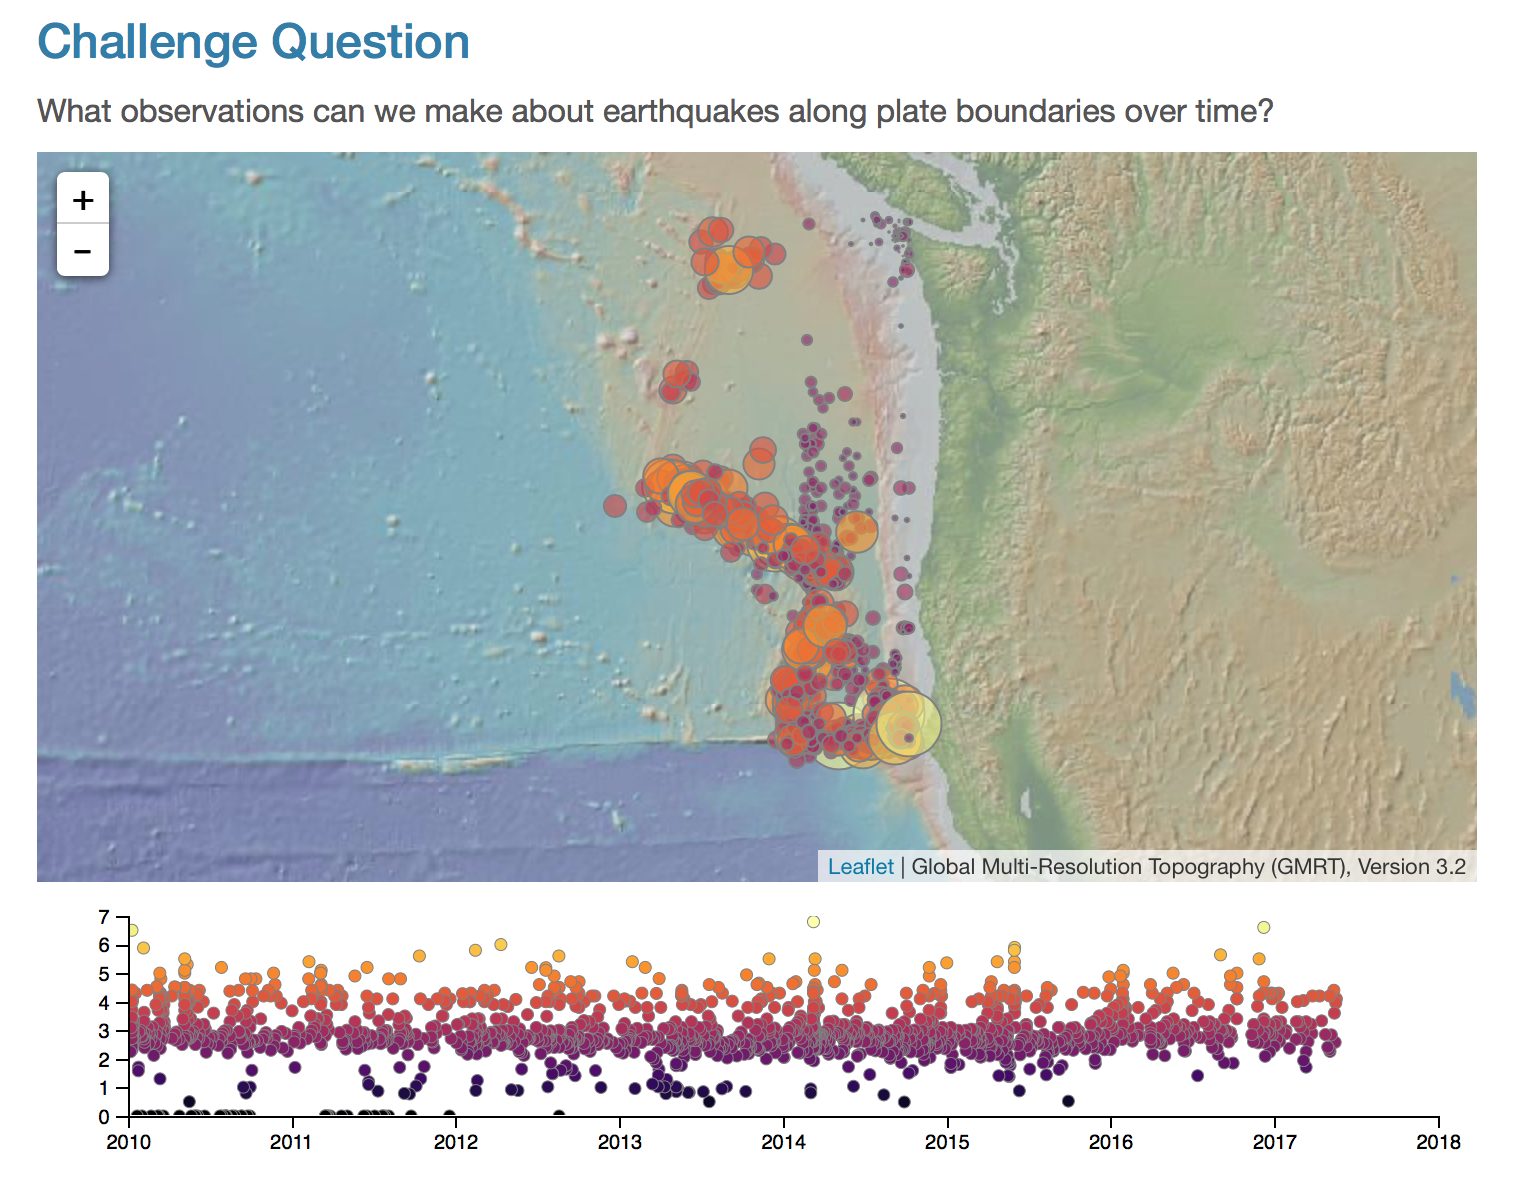 Challenge Question
What observations can we make about earthquakes along plate boundaries over time?
+
−
Leaflet | Global Multi-Resolution Topography (GMRT), Version 3.2
7
6
5
4
3
2
1
0
2010 2011 2012 2013 2014 2015 2016 2017 2018